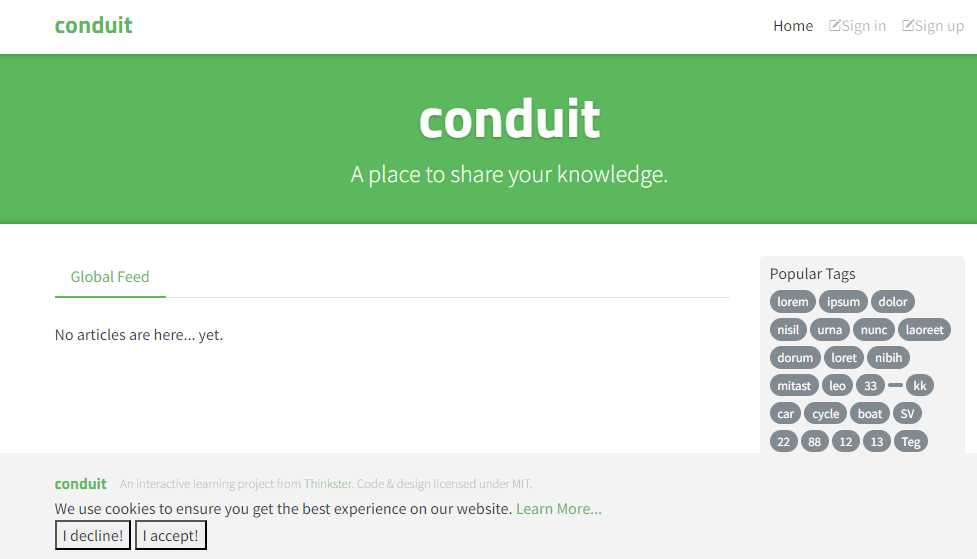 conduit Home Sign in Sign up
conduit
A place to share your knowledge.
Global Feed
No articles are here... yet.
Popular Tags
lorem ipsum dolor
nisil urna nunc laoreet
dorum loret nibih
mitast leo 33 kk
car cycle boat SV
22 88 12 13 Teg
conduit An interactive learning project from Thinkster. Code & design licensed under MIT.
We use cookies to ensure you get the best experience on our website. Learn More...
I decline! I accept!